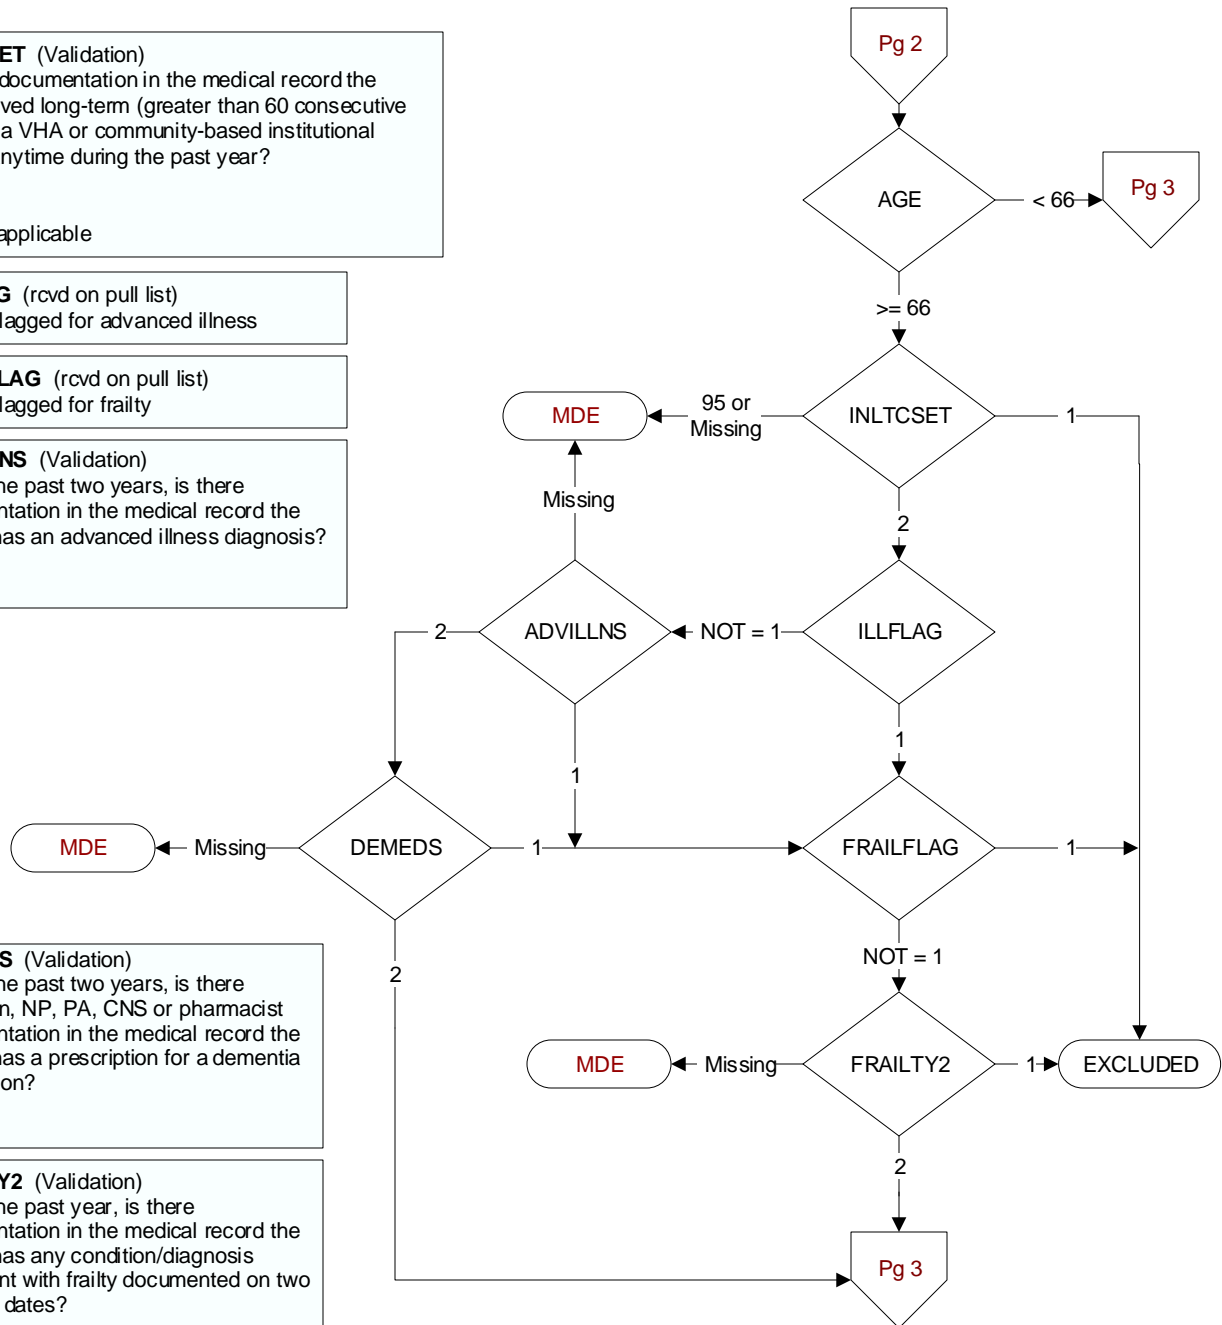 ET (Validation)
documentation in the medical record the
ved long-term (greater than 60 consecutive
a VHA or community-based institutional
nytime during the past year?
applicable
G (rcvd on pull list)
lagged for advanced illness
LAG (rcvd on pull list)
lagged for frailty
NS (Validation)
he past two years, is there
ntation in the medical record the
has an advanced illness diagnosis?
S (Validation)
he past two years, is there
n, NP, PA, CNS or pharmacist
ntation in the medical record the
has a prescription for a dementia
on?
Y2 (Validation)
he past year, is there
ntation in the medical record the
has any condition/diagnosis
nt with frailty documented on two
dates?
Pg 2
AGE
< 66
Pg 3
>= 66
MDE
95 or
Missing
INLTCSET
1
Missing
2
2
ADVILLNS
NOT = 1
ILLFLAG
1
1
MDE
Missing
DEMEDS
1
FRAILFLAG
1
2
NOT = 1
MDE
Missing
FRAILTY2
1
EXCLUDED
2
Pg 3